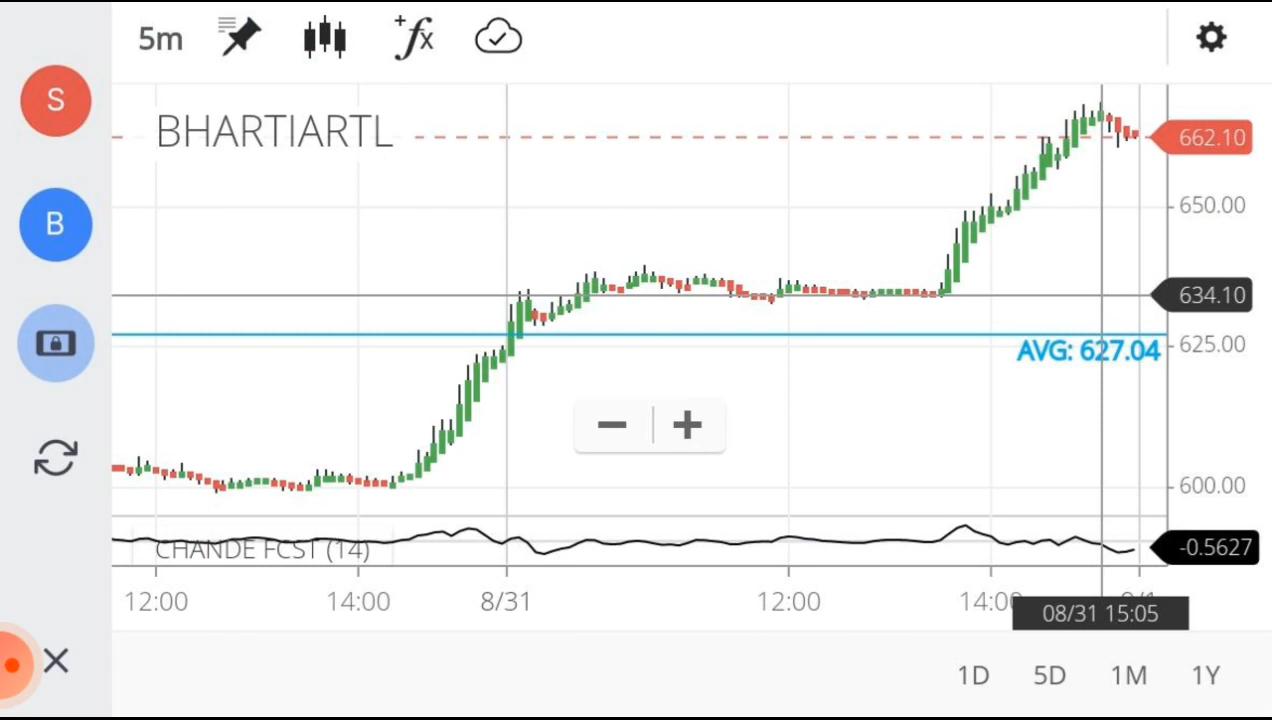 5m
+fx
S
BHARTIARTL
662.10
B
650.00
634.10
AVG: 627.04
625.00
600.00
CHANDE FCST (14)
-0.5627
12:00 14:00 8/31 12:00 14:00
08/31 15:05
1D 5D 1M 1Y